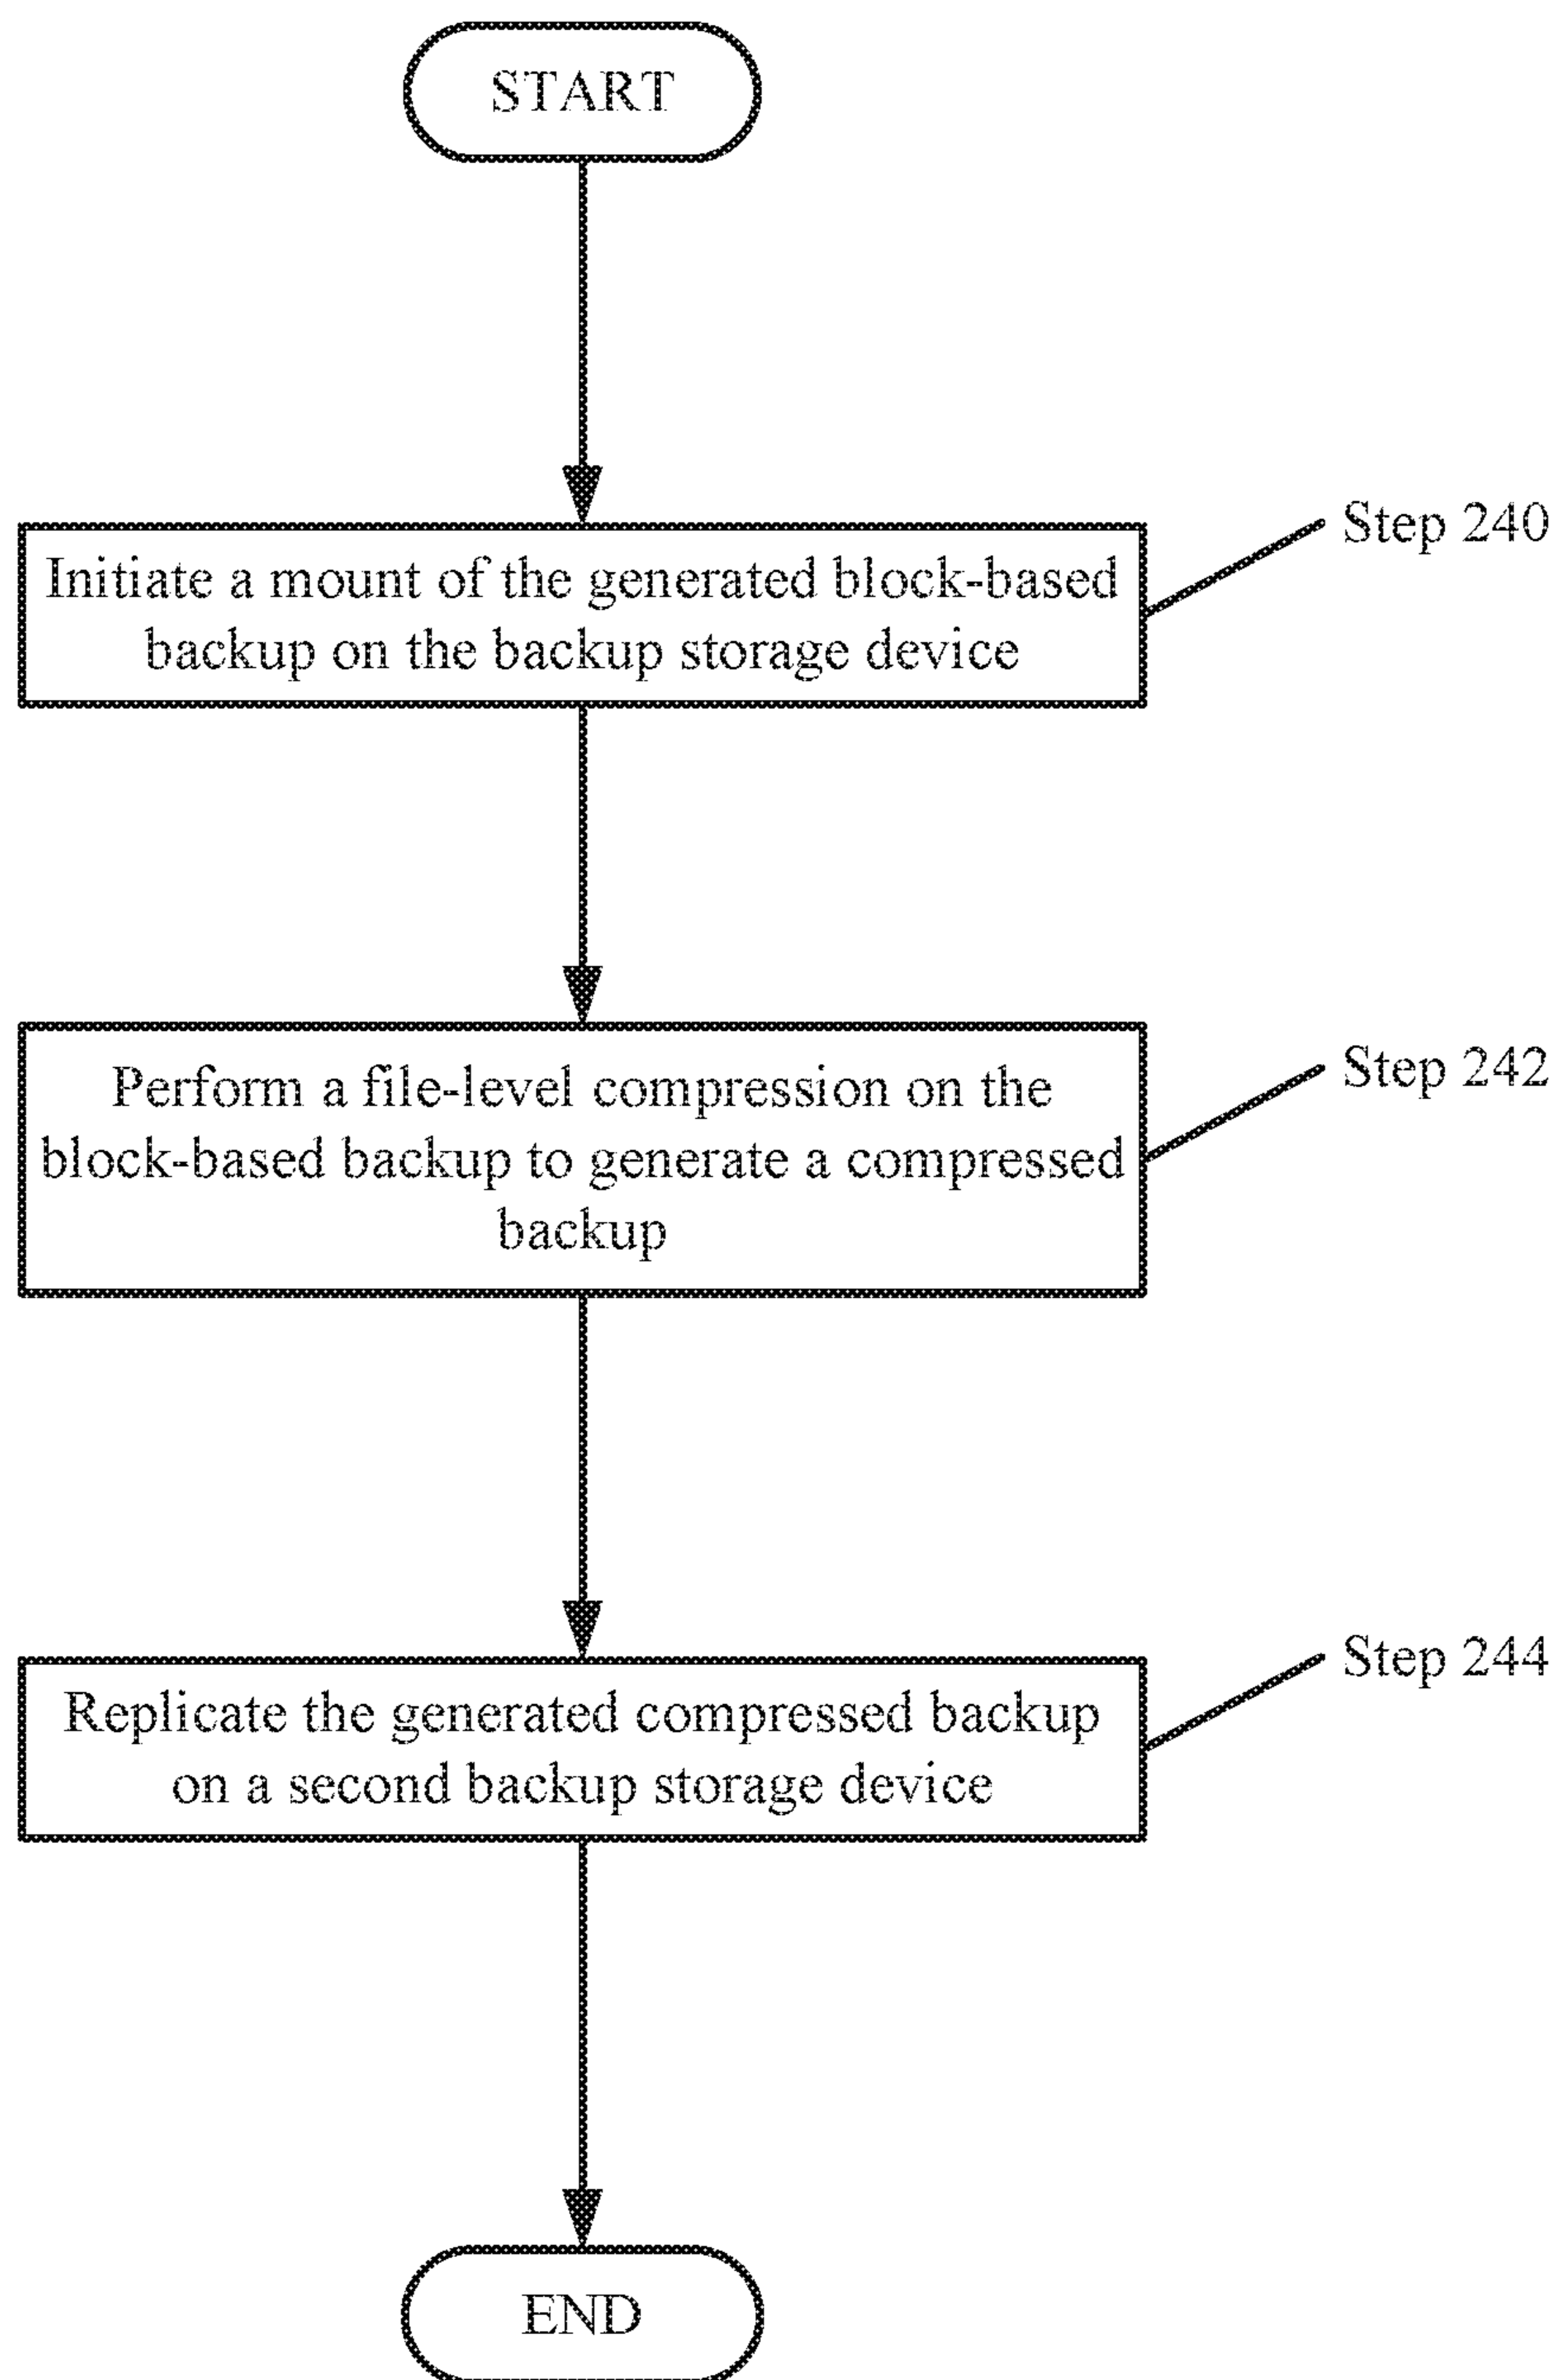 START
Step 240
Initiate a mount of the generated block-based
backup on the backup storage device
Step 242
Perform a file-level compression on the
block-based backup to generate a compressed
backup
Step 244
Replicate the generated compressed backup
on a second backup storage device
END